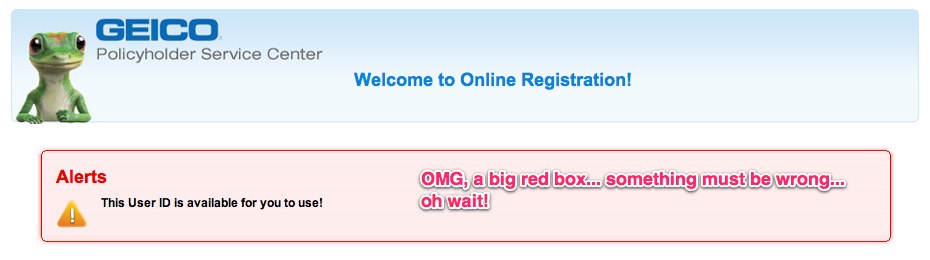 GEICO
Policyholder Service Center
Welcome to Online Registration!
Alerts
This User ID is available for you to use!
OMG, a big red box... something must be wrong...
oh wait!